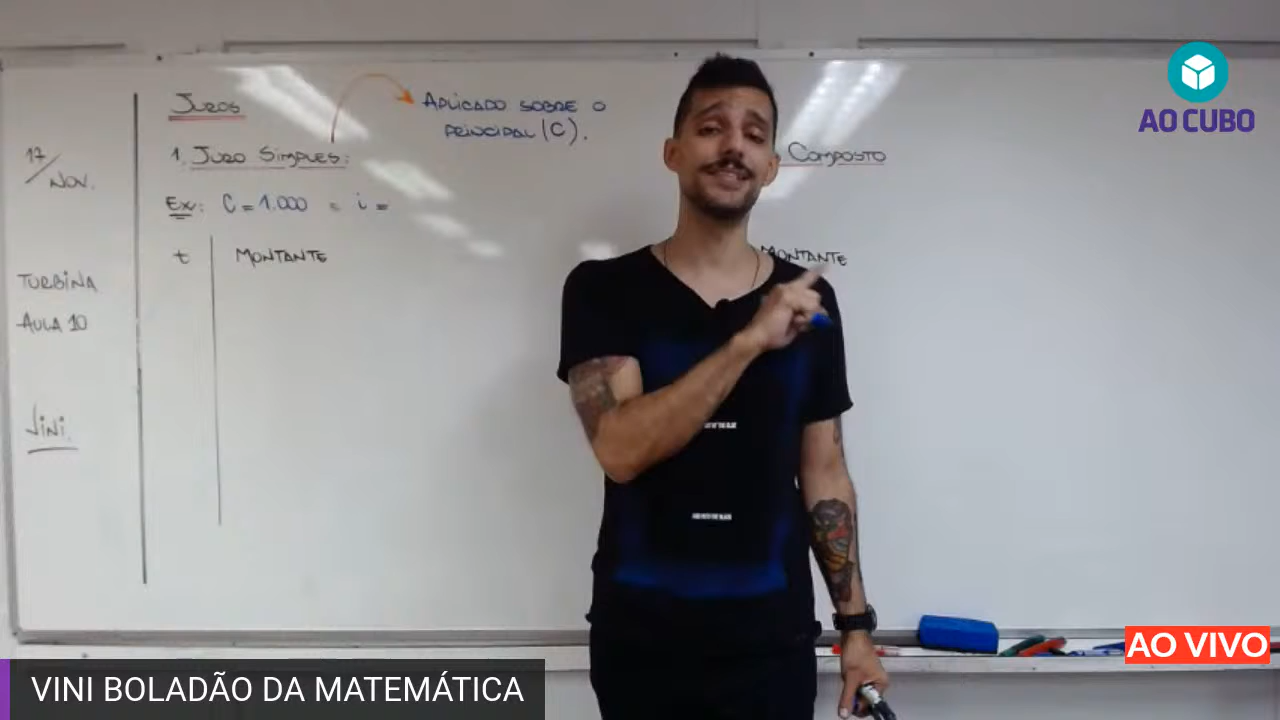 17/NOV.
TURBINA
AULA 10
Vini.
JUROS
1. JURO SIMPLES:
APLICADO SOBRE O
PRINCIPAL (C).
EX: C = 1.000 = i =
t MONTANTE
COMPOSTO
MONTANTE
AO CUBO
AO VIVO
VINI BOLADÃO DA MATEMÁTICA